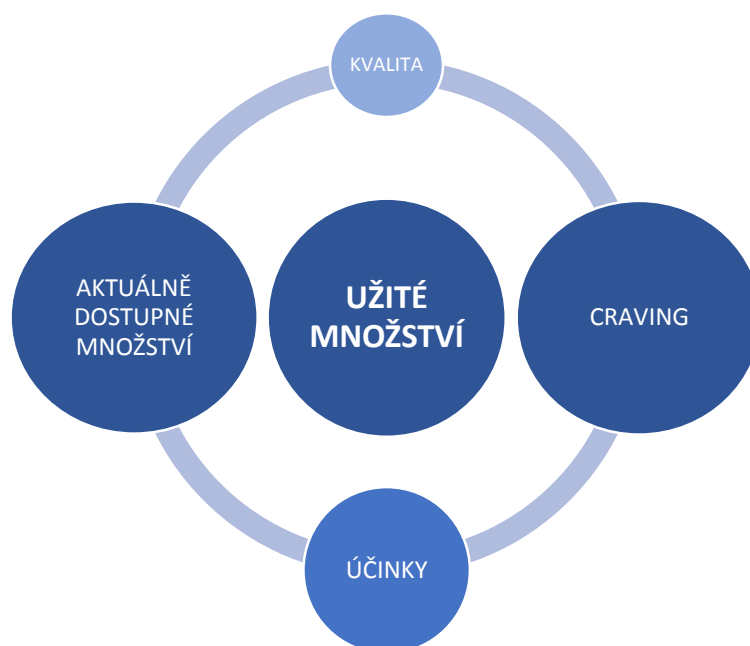 KVALITA
AKTUÁLNĚ
DOSTUPNÉ
MNOŽSTVÍ
UŽITÉ
MNOŽSTVÍ
CRAVING
ÚČINKY